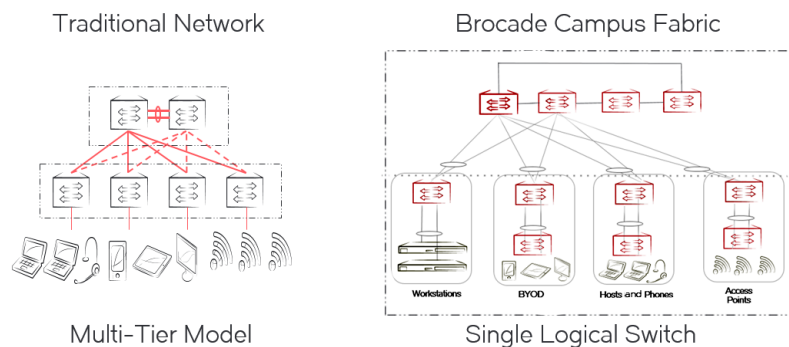 Traditional Network
Brocade Campus Fabric
Workstations
BYOD
Hosts and Phones
Access
Points
Multi-Tier Model
Single Logical Switch